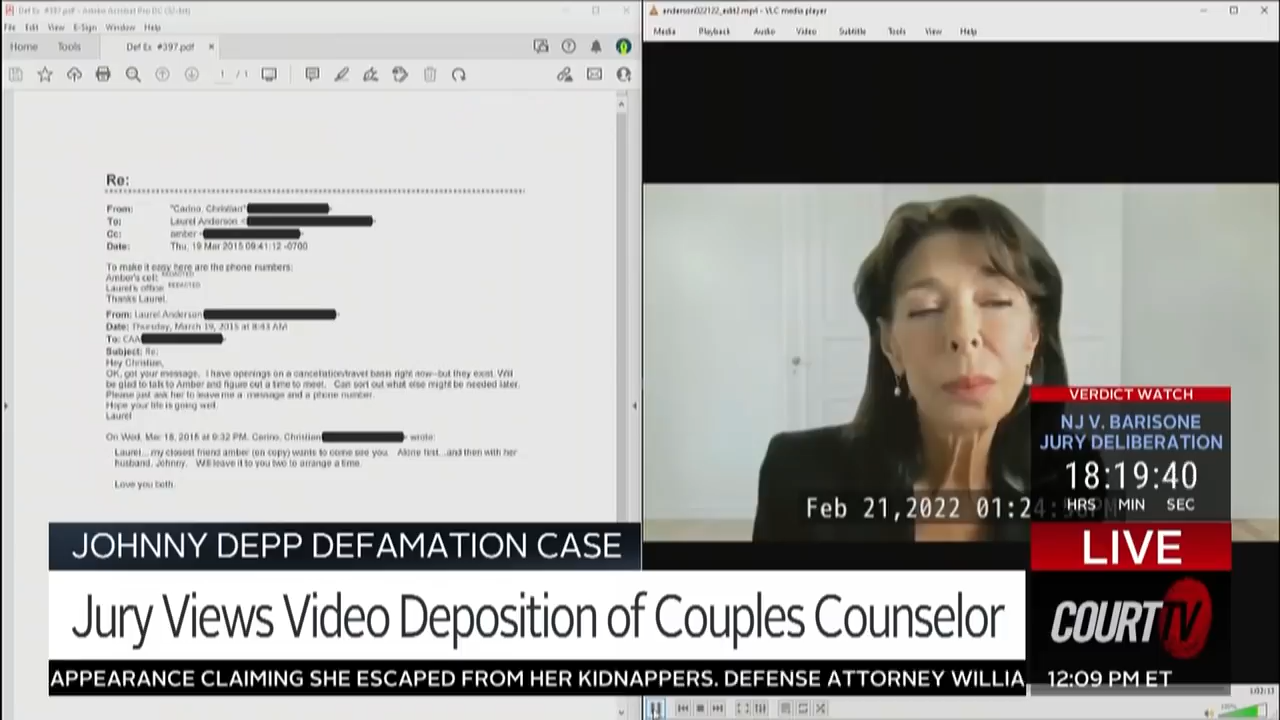 Def Ex #397.pdf - Adobe Acrobat Pro DC (32-bit)
File Edit View E-Sign Window Help
Home Tools Def Ex #397.pdf ×
1 / 1
Re:
From: "Carino, Christian"
To: Laurel Anderson <
Cc: amber <
Date: Thu, 19 Mar 2015 09:41:12 -0700
To make it easy here are the phone numbers:
Amber's cell: REDACTED
Laurel's office: REDACTED
Thanks Laurel.
From: Laurel Anderson
Date: Thursday, March 19, 2015 at 8:43 AM
To: CAA
Subject: Re:
Hey Christian,
OK, got your message. I have openings on a cancellation/travel basis right now--but they exist. Will
be glad to talk to Amber and figure out a time to meet. Can sort out what else might be needed later.
Please just ask her to leave me a message and a phone number.
Hope your life is going well.
Laurel
On Wed, Mar 18, 2015 at 9:32 PM, Carino, Christian wrote:
Laurel....my closest friend amber (on copy) wants to come see you. Alone first....and then with her
husband, Johnny. Will leave it to you two to arrange a time.
Love you both.
anderson022122_edit2.mp4 - VLC media player
Media Playback Audio Video Subtitle Tools View Help
Feb 21,2022 01:24
VERDICT WATCH
NJ V. BARISONE
JURY DELIBERATION
18:19:40
HRS MIN SEC
LIVE
JOHNNY DEPP DEFAMATION CASE
Jury Views Video Deposition of Couples Counselor
COURT TV
APPEARANCE CLAIMING SHE ESCAPED FROM HER KIDNAPPERS. DEFENSE ATTORNEY WILLIA
12:09 PM ET
1:02:13
100%